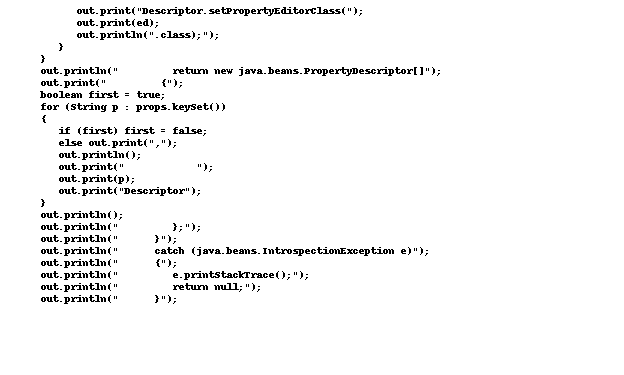 out.print("Descriptor.setPropertyEditorClass(");
out.print(ed);
out.println(".class);");
}
}
out.println("         return new java.beans.PropertyDescriptor[]");
out.print("         {");
boolean first = true;
for (String p : props.keySet())
{
if (first) first = false;
else out.print(",");
out.println();
out.print("            ");
out.print(p);
out.print("Descriptor");
}
out.println();
out.println("         };");
out.println("      }");
out.println("      catch (java.beans.IntrospectionException e)");
out.println("      {");
out.println("         e.printStackTrace();");
out.println("         return null;");
out.println("      }");